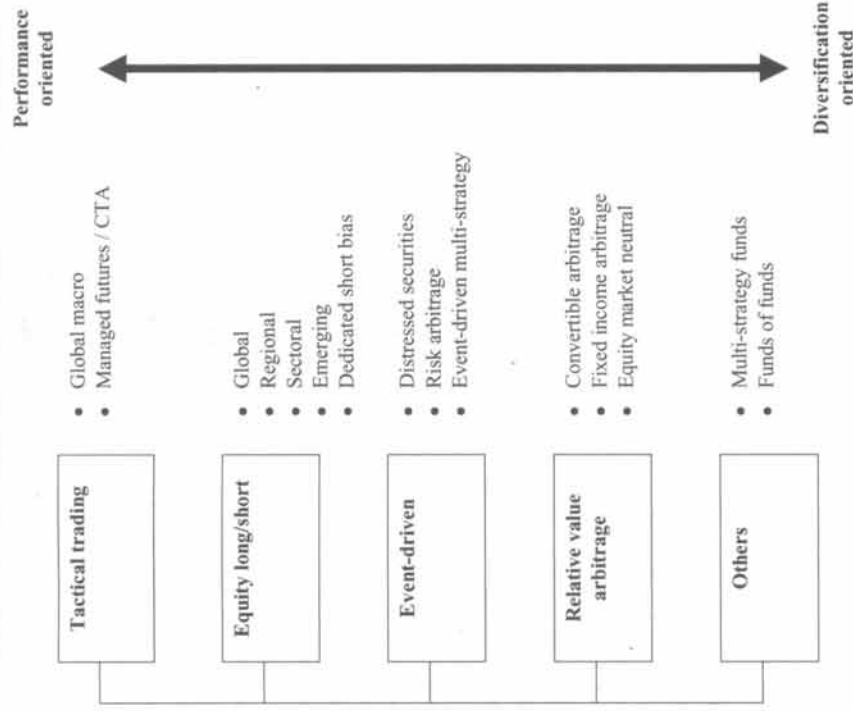 Performance
oriented
Tactical trading
• Global macro
• Managed futures / CTA
Equity long/short
• Global
• Regional
• Sectoral
• Emerging
• Dedicated short bias
Event-driven
• Distressed securities
• Risk arbitrage
• Event-driven multi-strategy
Relative value
arbitrage
• Convertible arbitrage
• Fixed income arbitrage
• Equity market neutral
Others
• Multi-strategy funds
• Funds of funds
Diversification
oriented